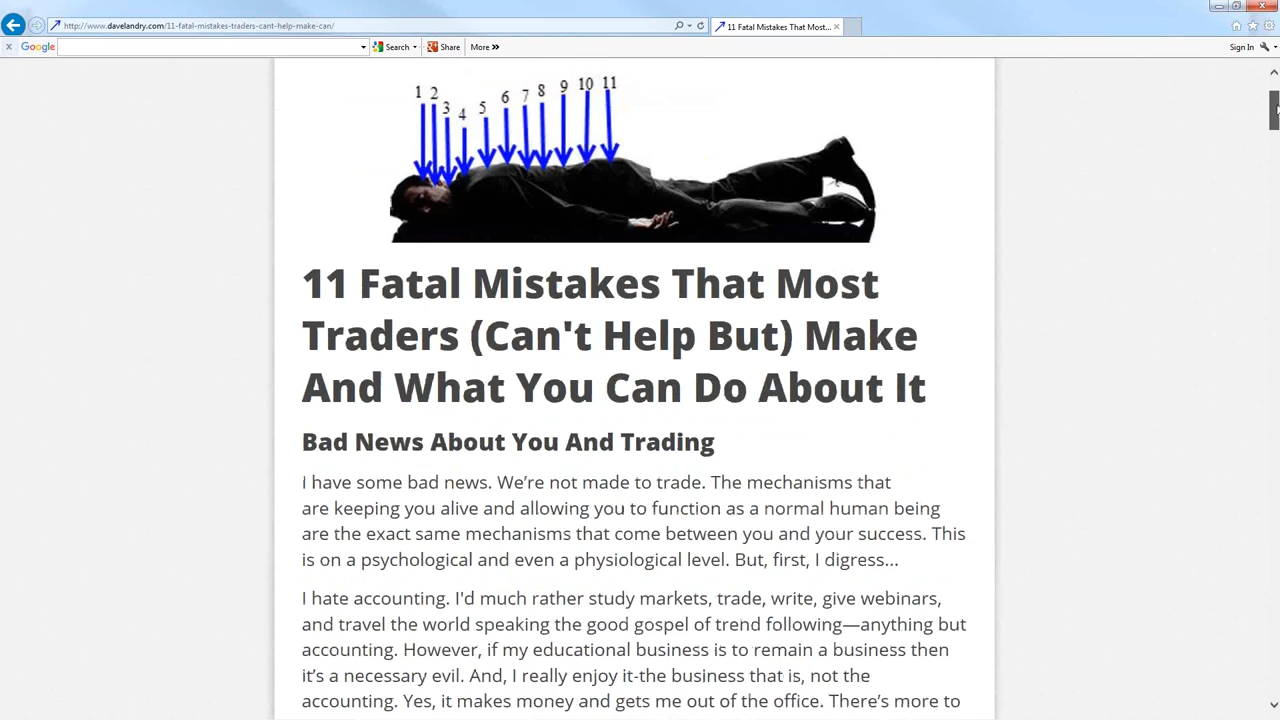 http://www.davelandry.com/11-fatal-mistakes-traders-cant-help-make-can/
11 Fatal Mistakes That Most...
Google
Search
Share
More »
Sign In
1 2 3 4 5 6 7 8 9 10 11
11 Fatal Mistakes That Most
Traders (Can't Help But) Make
And What You Can Do About It
Bad News About You And Trading
I have some bad news. We’re not made to trade. The mechanisms that
are keeping you alive and allowing you to function as a normal human being
are the exact same mechanisms that come between you and your success. This
is on a psychological and even a physiological level. But, first, I digress...
I hate accounting. I'd much rather study markets, trade, write, give webinars,
and travel the world speaking the good gospel of trend following—anything but
accounting. However, if my educational business is to remain a business then
it’s a necessary evil. And, I really enjoy it-the business that is, not the
accounting. Yes, it makes money and gets me out of the office. There’s more to